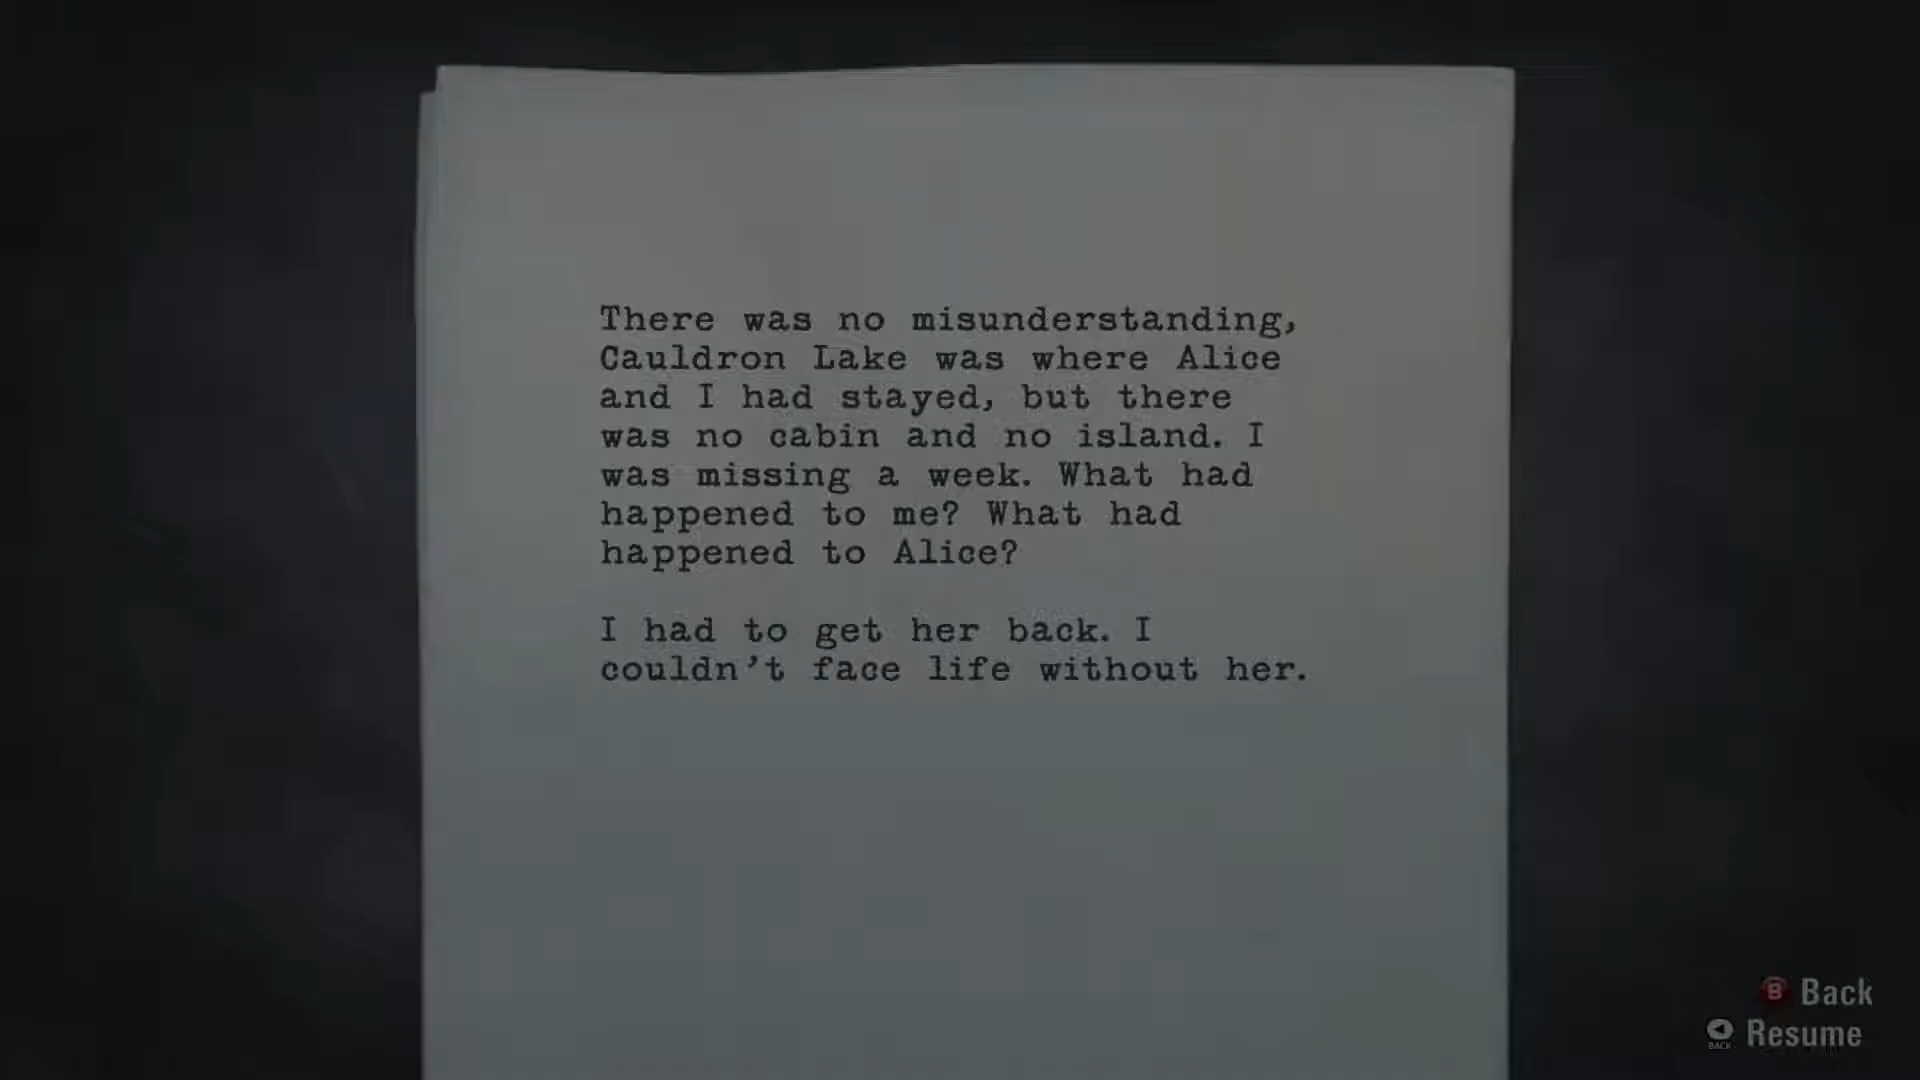 There was no misunderstanding,
Cauldron Lake was where Alice
and I had stayed, but there
was no cabin and no island. I
was missing a week. What had
happened to me? What had
happened to Alice?
I had to get her back. I
couldn't face life without her.
B Back
BACK Resume